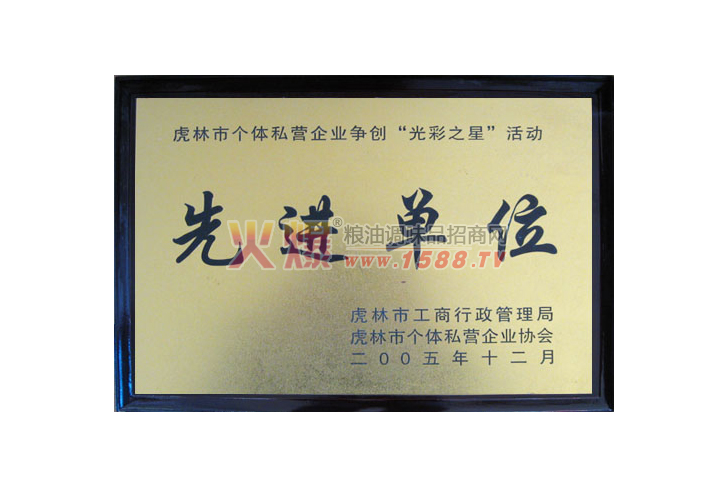 虎林市个体私营企业争创“光彩之星”活动
先进单位
火爆®粮油调味品招商网
www.1588.TV
虎林市工商行政管理局
虎林市个体私营企业协会
二００五年十二月